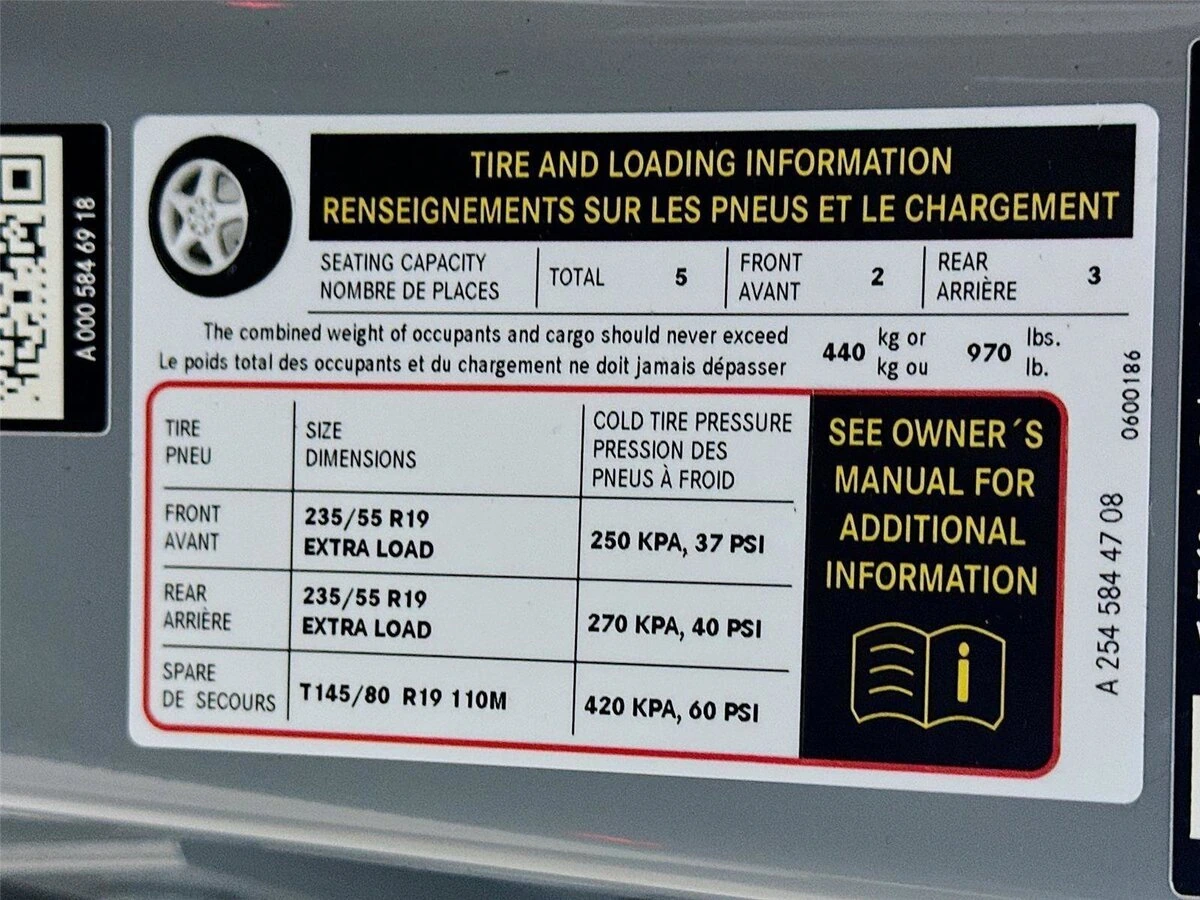 TIRE AND LOADING INFORMATION
RENSEIGNEMENTS SUR LES PNEUS ET LE CHARGEMENT
SEATING CAPACITY
NOMBRE DE PLACES
TOTAL 5
FRONT
AVANT
2
REAR
ARRIÈRE
3
The combined weight of occupants and cargo should never exceed
Le poids total des occupants et du chargement ne doit jamais dépasser
440
kg or
kg ou
970
lbs.
lb.
TIRE
PNEU
SIZE
DIMENSIONS
COLD TIRE PRESSURE
PRESSION DES
PNEUS À FROID
FRONT
AVANT
235/55 R19
EXTRA LOAD
250 KPA, 37 PSI
REAR
ARRIÈRE
235/55 R19
EXTRA LOAD
270 KPA, 40 PSI
SPARE
DE SECOURS
T145/80 R19 110M
420 KPA, 60 PSI
SEE OWNER´S
MANUAL FOR
ADDITIONAL
INFORMATION
i
0600186
A 254 584 47 08
A 000 584 69 18